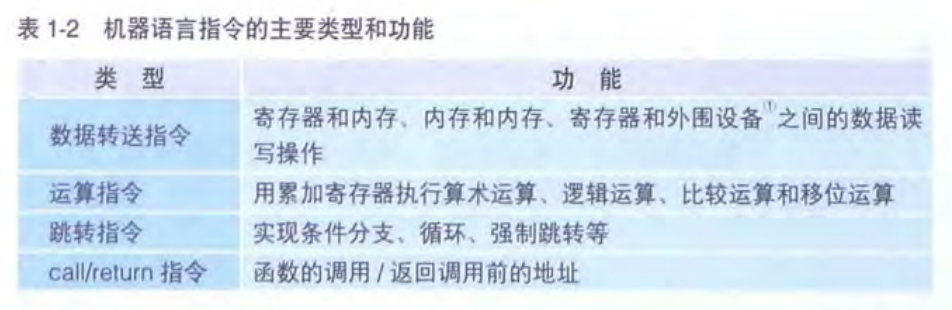 表 1-2 机器语言指令的主要类型和功能
类 型 功 能
数据转送指令 寄存器和内存、内存和内存、寄存器和外围设备①之间的数据读
写操作
运算指令 用累加寄存器执行算术运算、逻辑运算、比较运算和移位运算
跳转指令 实现条件分支、循环、强制跳转等
call/return 指令 函数的调用 / 返回调用前的地址